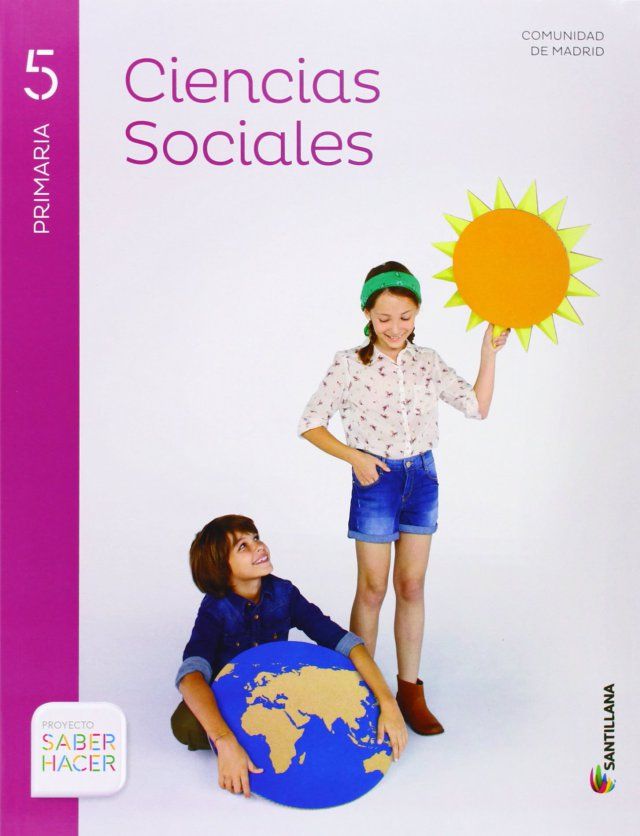 5
PRIMARIA
Ciencias
Sociales
COMUNIDAD
DE MADRID
PROYECTO
SABER
HACER
SANTILLANA